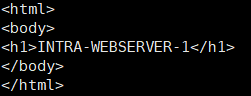 <html>
<body>
<h1>INTRA-WEBSERVER-1</h1>
</body>
</html>